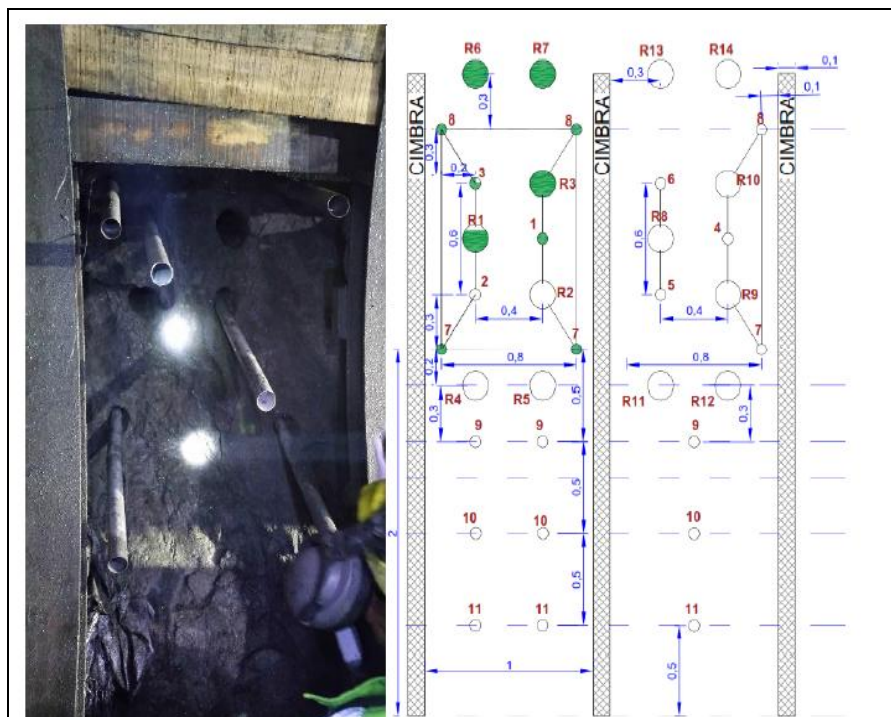 R6 R7 R13 R14
0,1
0,3
0,1
0,3
CIMBRA CIMBRA CIMBRA
8 8 8
0,3
0,2
3 R3 6 R10
R1 1 R8 4
0,6 0,6
2 R2 5 R9
0,4 0,4
0,3
7 7 7
0,2
0,8 0,8
R4 R5 R11 R12
0,3 0,5 0,3
9 9 9
0,5
10 10 10
2
0,5
11 11 11
1
0,5